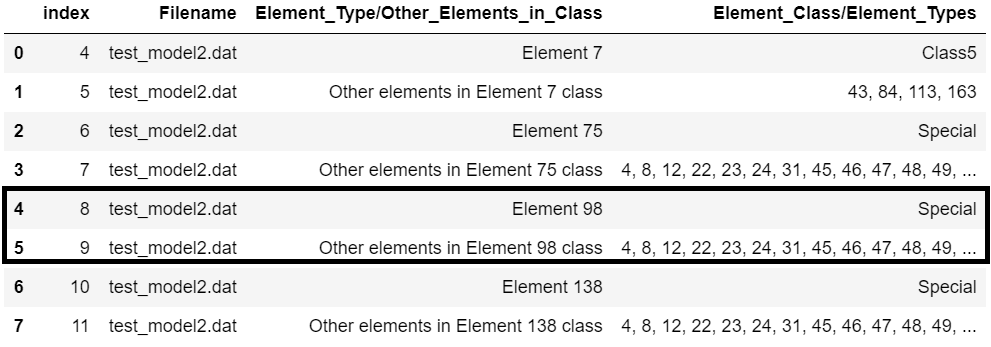 index Filename Element_Type/Other_Elements_in_Class Element_Class/Element_Types
0 4 test_model2.dat Element 7 Class5
1 5 test_model2.dat Other elements in Element 7 class 43, 84, 113, 163
2 6 test_model2.dat Element 75 Special
3 7 test_model2.dat Other elements in Element 75 class 4, 8, 12, 22, 23, 24, 31, 45, 46, 47, 48, 49, ...
4 8 test_model2.dat Element 98 Special
5 9 test_model2.dat Other elements in Element 98 class 4, 8, 12, 22, 23, 24, 31, 45, 46, 47, 48, 49, ...
6 10 test_model2.dat Element 138 Special
7 11 test_model2.dat Other elements in Element 138 class 4, 8, 12, 22, 23, 24, 31, 45, 46, 47, 48, 49, ...